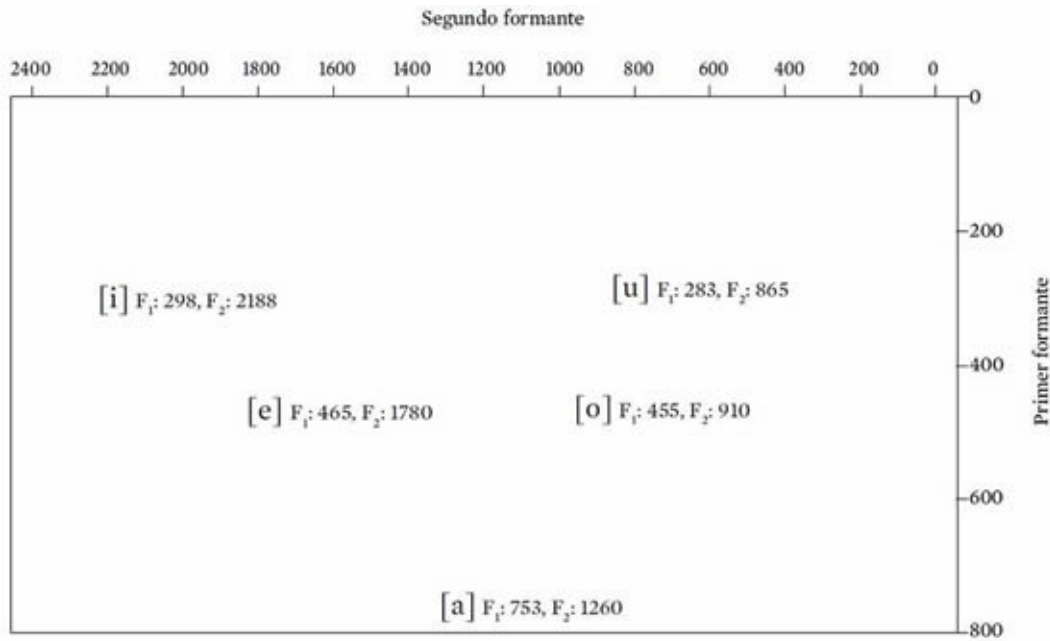 Segundo formante
2400 2200 2000 1800 1600 1400 1200 1000 800 600 400 200 0
0
200
[i] F₁: 298, F₂: 2188
[u] F₁: 283, F₂: 865
400
[e] F₁: 465, F₂: 1780
[o] F₁: 455, F₂: 910
Primer formante
600
[a] F₁: 753, F₂: 1260
800